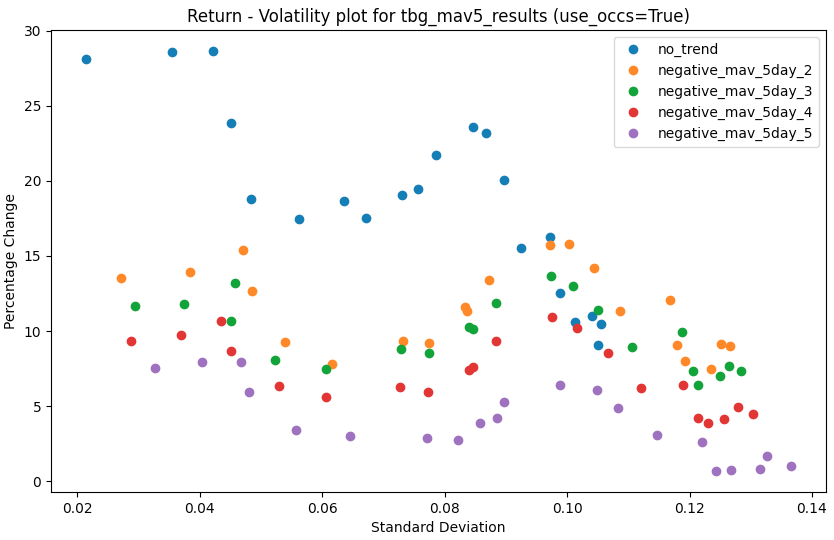 Return - Volatility plot for tbg_mav5_results (use_occs=True)
30
25
20
15
10
5
0
Percentage Change
no_trend
negative_mav_5day_2
negative_mav_5day_3
negative_mav_5day_4
negative_mav_5day_5
0.02 0.04 0.06 0.08 0.10 0.12 0.14
Standard Deviation